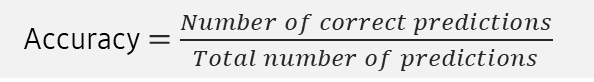 Accuracy = Number of correct predictions
Total number of predictions